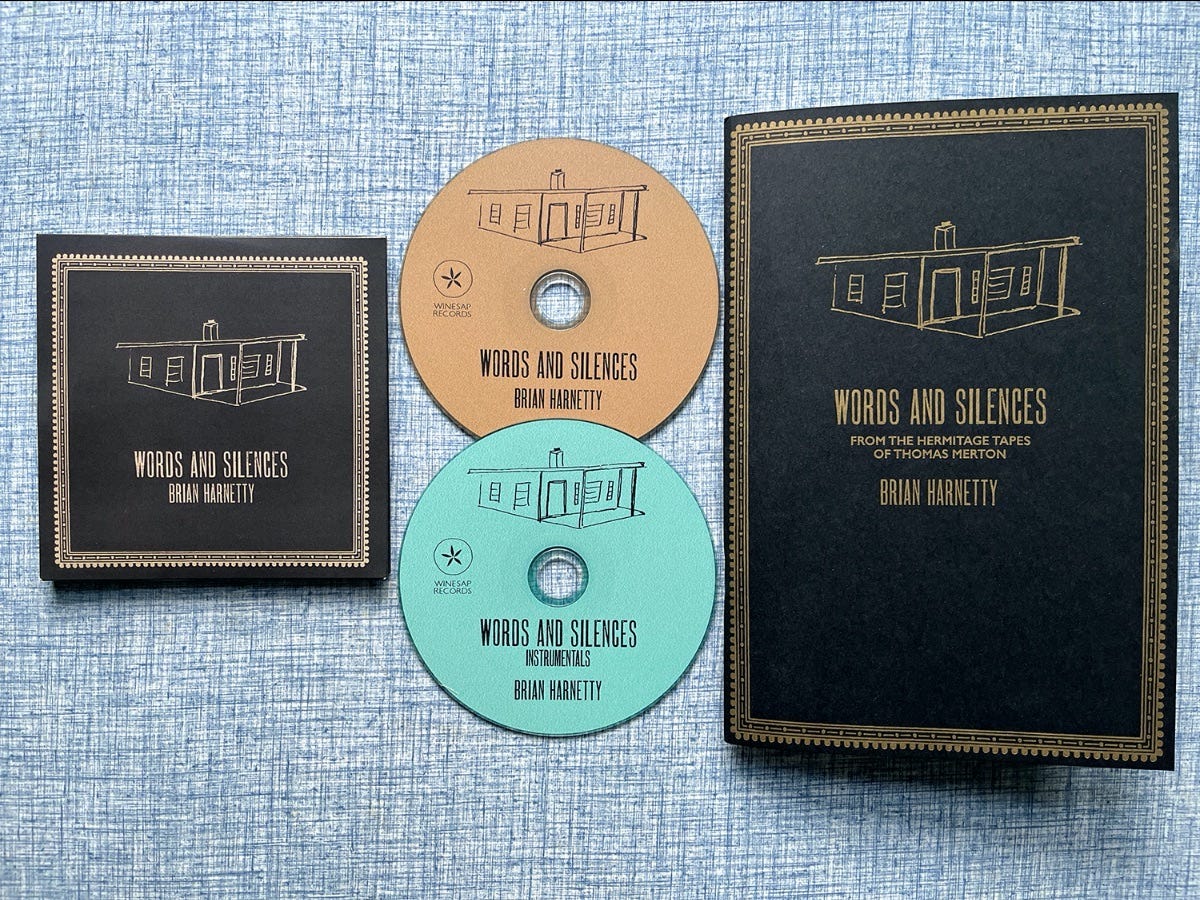 WORDS AND SILENCES
BRIAN HARNETTY
WINESAP
RECORDS
WORDS AND SILENCES
BRIAN HARNETTY
WINESAP
RECORDS
WORDS AND SILENCES
INSTRUMENTALS
BRIAN HARNETTY
WORDS AND SILENCES
FROM THE HERMITAGE TAPES
OF THOMAS MERTON
BRIAN HARNETTY